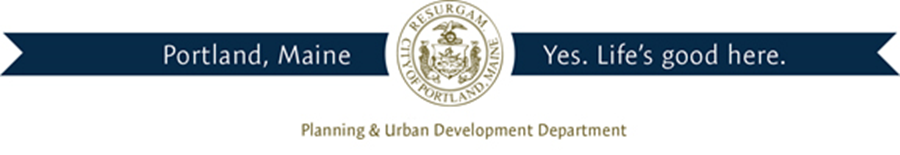 Portland, Maine
RESURGAM
CITY OF PORTLAND, MAINE
Yes. Life's good here.
Planning & Urban Development Department